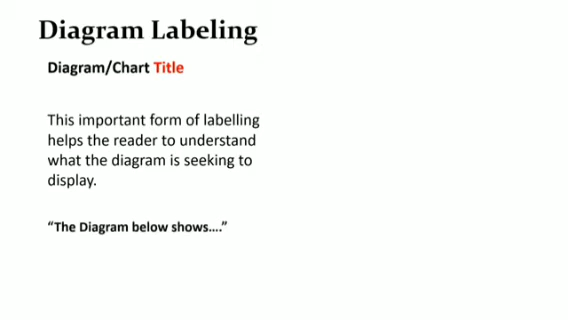 Diagram Labeling
Diagram/Chart Title
This important form of labelling
helps the reader to understand
what the diagram is seeking to
display.
“The Diagram below shows….”